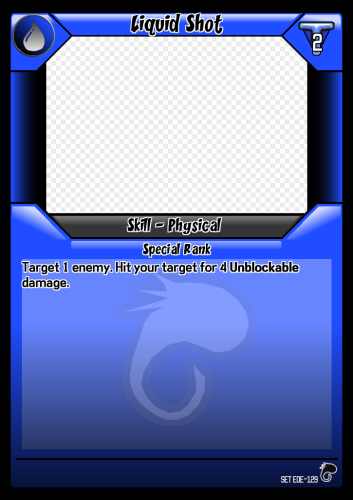 Liquid Shot
2
Skill - Physical
Special Rank
Target 1 enemy. Hit your target for 4 Unblockable
damage.
SET EDE-129